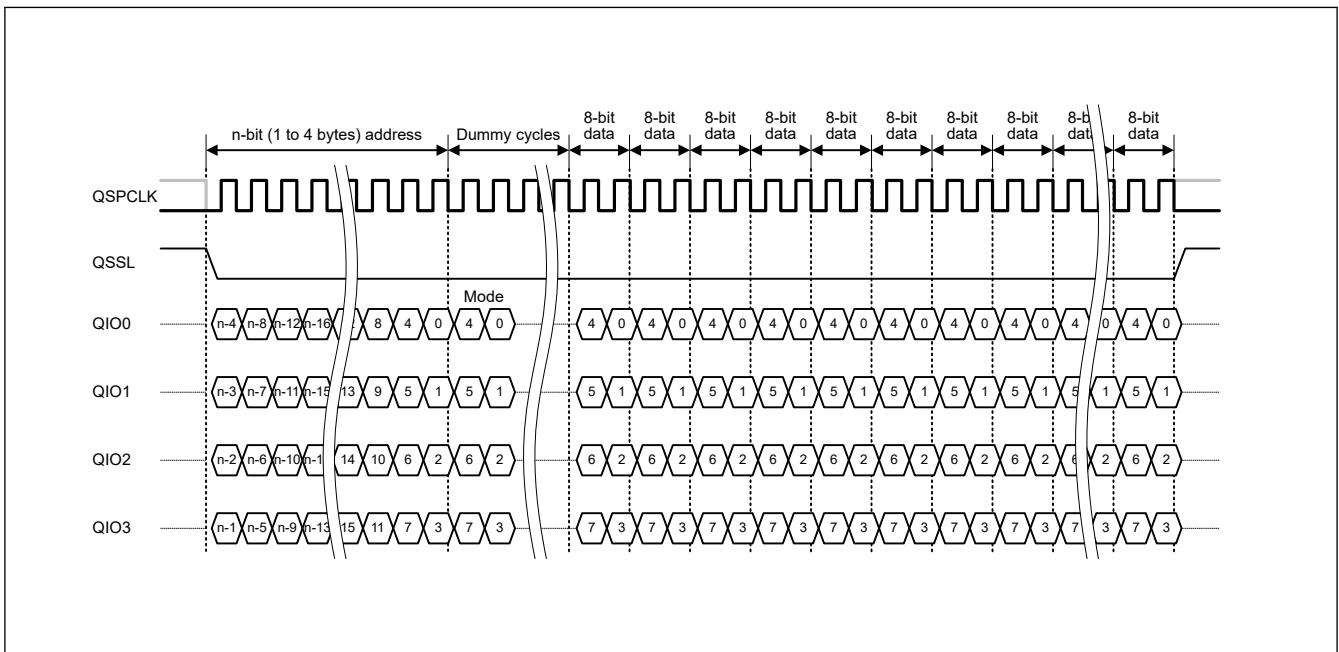 8-bit data 8-bit data 8-bit data 8-bit data 8-bit data 8-bit data 8-bit data 8-bit data 8-b dat 8-bit data
n-bit (1 to 4 bytes) address Dummy cycles
QSPCLK
QSSL
Mode
QIO0 n-4 n-8 n-12 n-16 8 4 0 4 0 4 0 4 0 4 0 4 0 4 0 4 0 4 0 4 0 4 0 4 0
QIO1 n-3 n-7 n-11 n-15 13 9 5 1 5 1 5 1 5 1 5 1 5 1 5 1 5 1 5 1 5 1 5 1 5 1
QIO2 n-2 n-6 n-10 n-1 14 10 6 2 6 2 6 2 6 2 6 2 6 2 6 2 6 2 6 2 6 2 6 2 6 2
QIO3 n-1 n-5 n-9 n-13 15 11 7 3 7 3 7 3 7 3 7 3 7 3 7 3 7 3 7 3 7 3 7 3 7 3